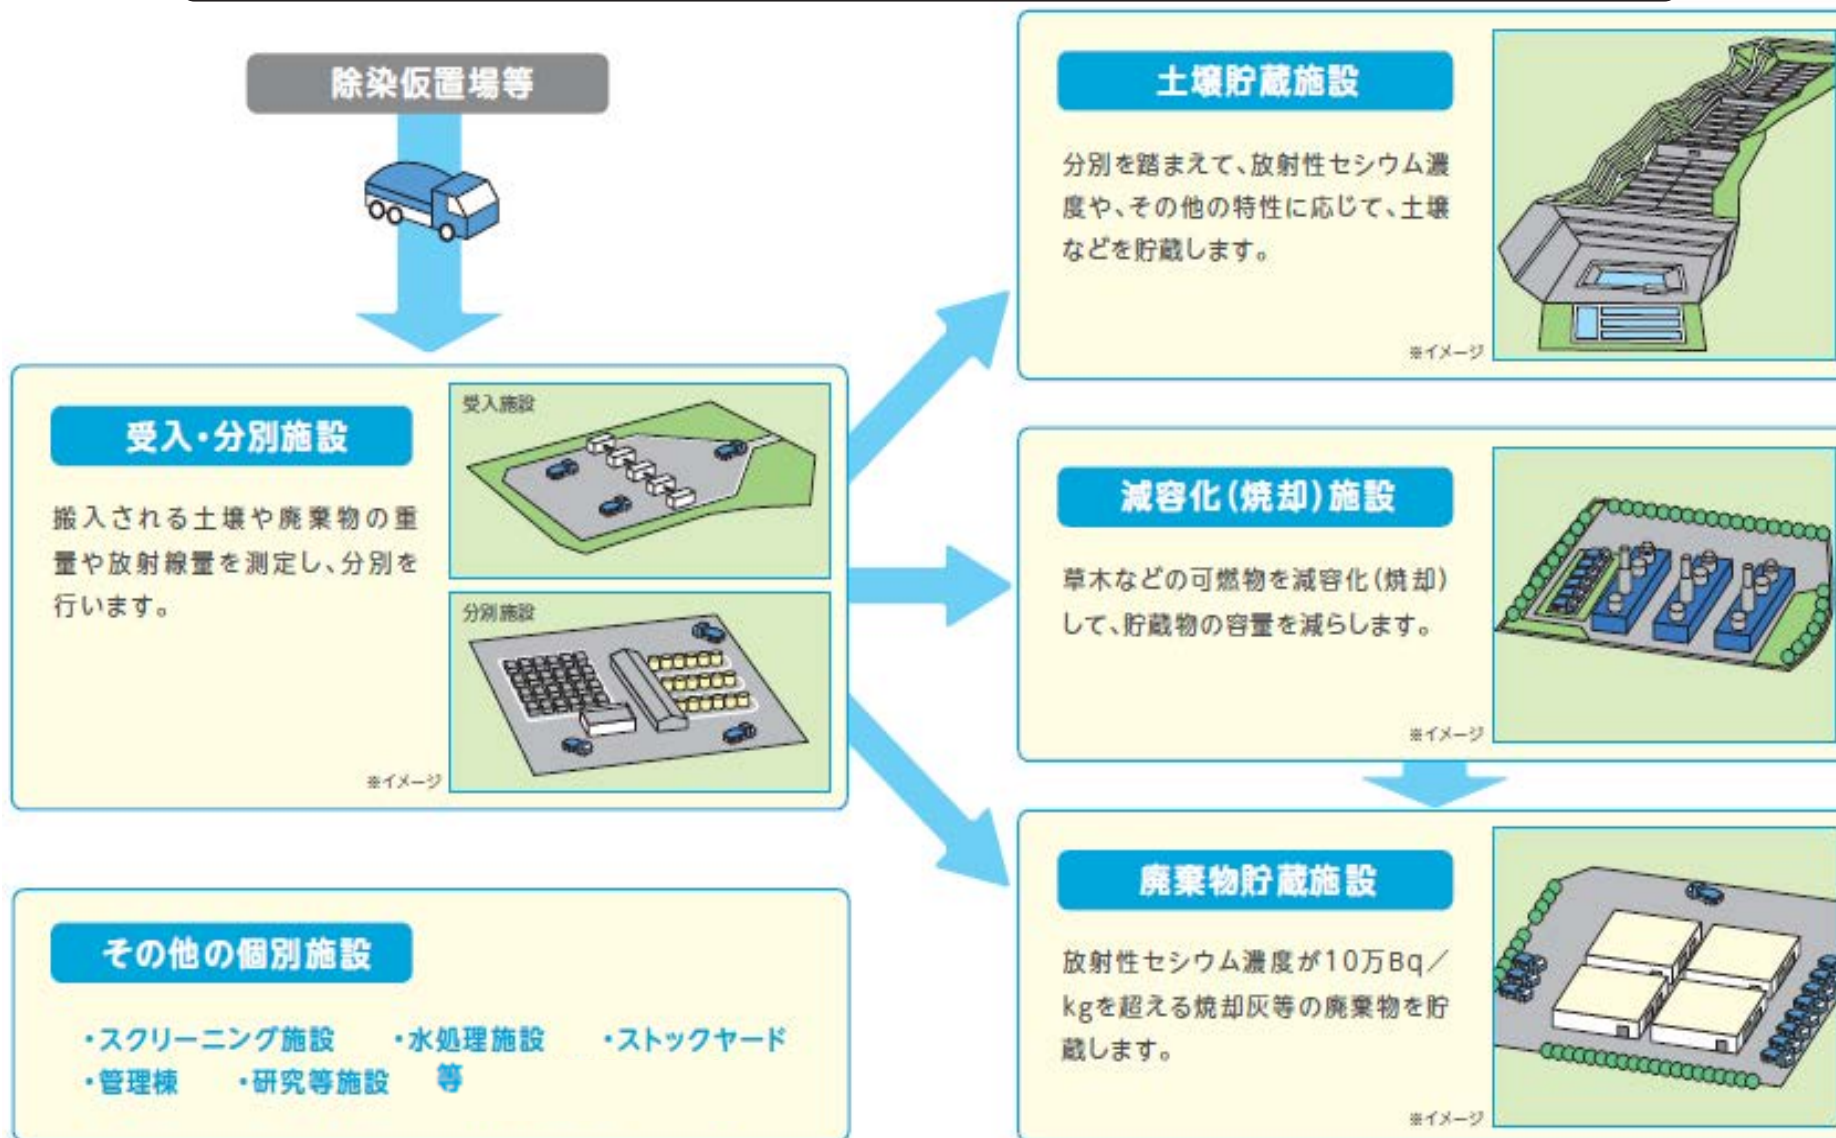 除染仮置場等
受入・分別施設
搬入される土壌や廃棄物の重
量や放射線量を測定し、分別を
行います。
※イメージ
受入施設
分別施設
その他の個別施設
・スクリーニング施設 ・水処理施設 ・ストックヤード
・管理棟 ・研究等施設 等
土壌貯蔵施設
分別を踏まえて、放射性セシウム濃
度や、その他の特性に応じて、土壌
などを貯蔵します。
※イメージ
減容化(焼却)施設
草木などの可燃物を減容化(焼却)
して、貯蔵物の容量を減らします。
※イメージ
廃棄物貯蔵施設
放射性セシウム濃度が10万Bq/
kgを超える焼却灰等の廃棄物を貯
蔵します。
※イメージ